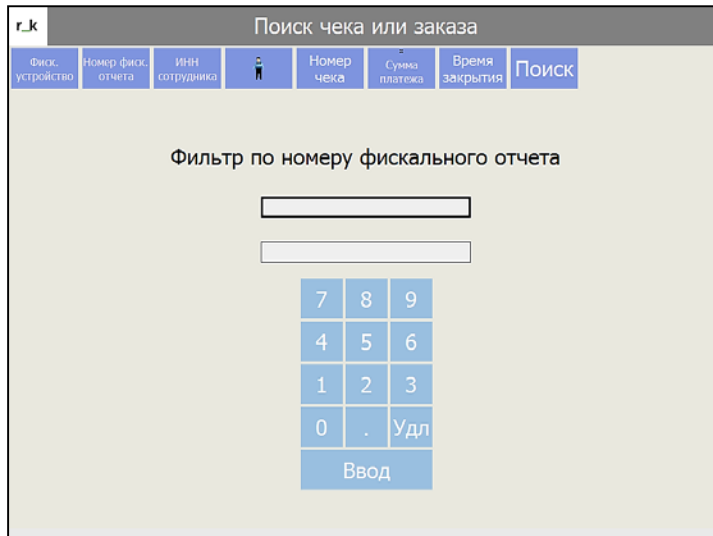 r_k
Поиск чека или заказа
Фиск.
устройство
Номер фиск.
отчета
ИНН
сотрудника
Номер
чека
Сумма
платежа
Время
закрытия
Поиск
Фильтр по номеру фискального отчета
7 8 9
4 5 6
1 2 3
0 . Удл
Ввод